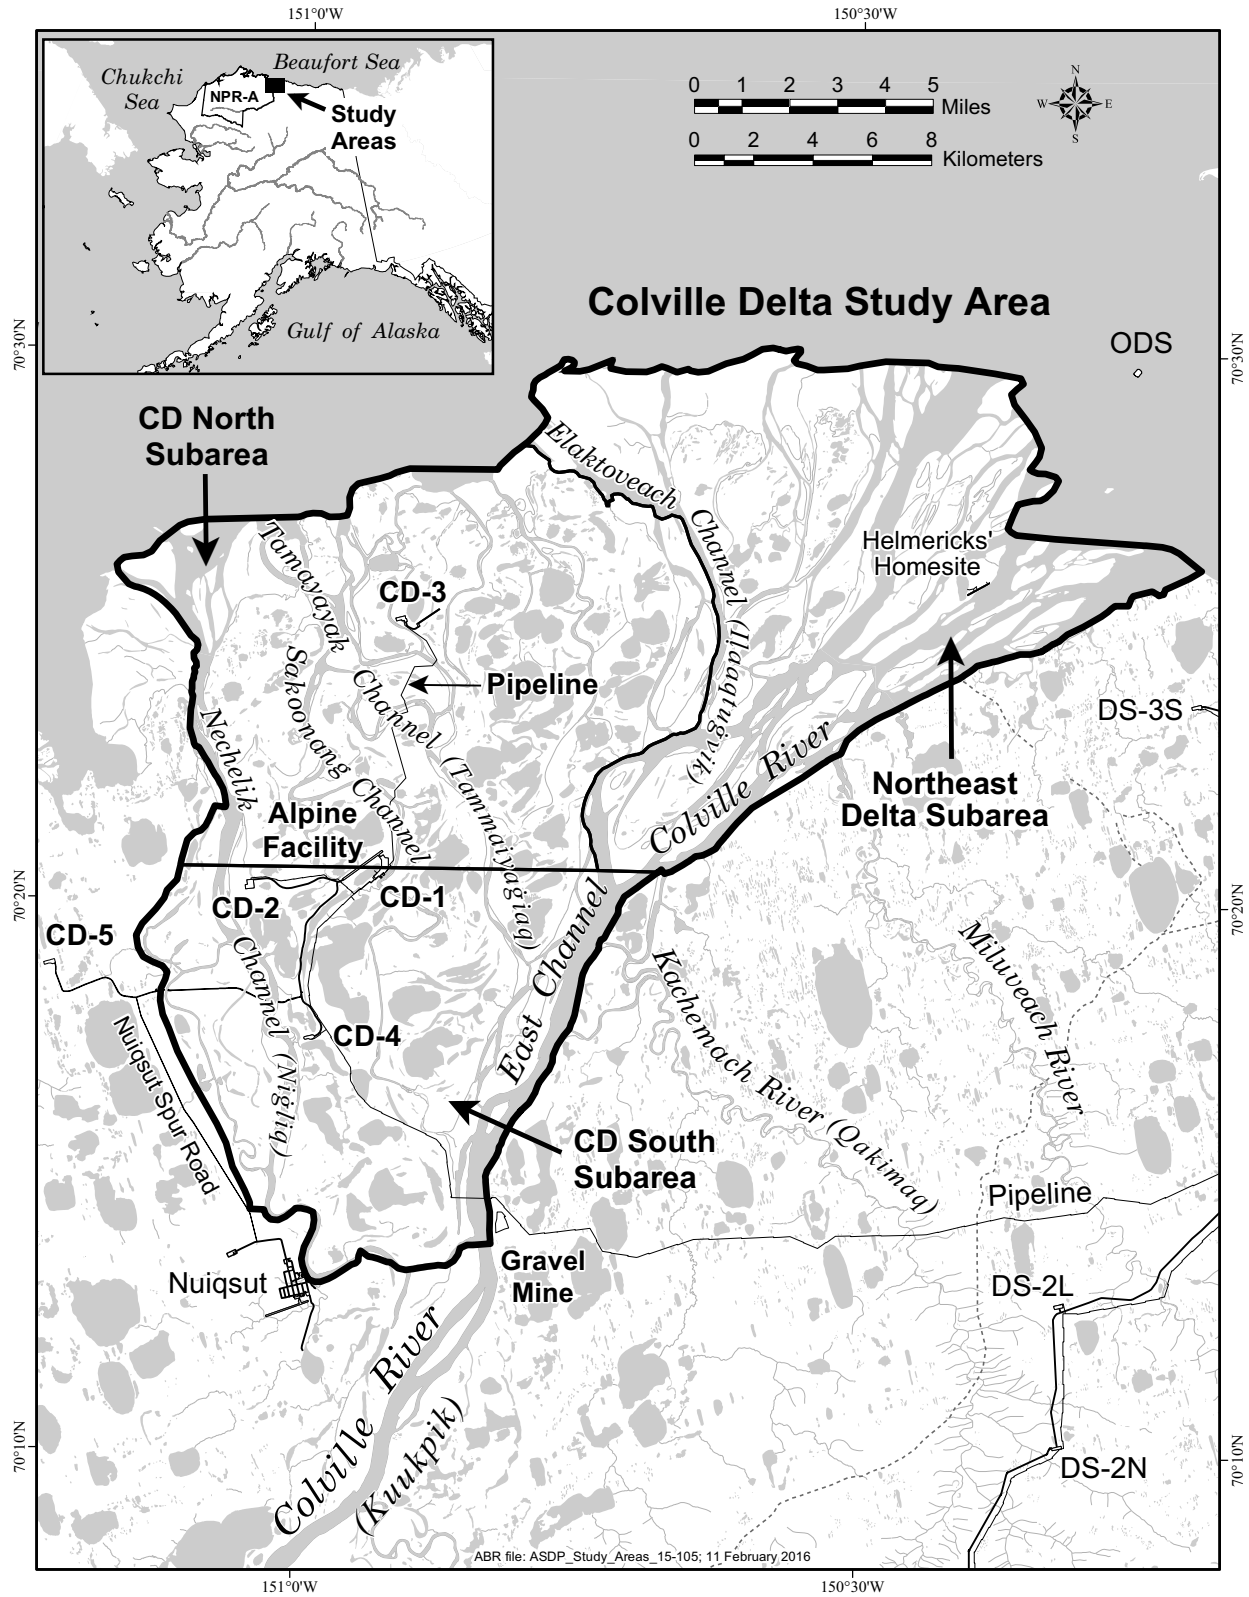 151°0'W
150°30'W
Chukchi
Sea
Beaufort Sea
NPR-A
Study
Areas
Gulf of Alaska
0 1 2 3 4 5
Miles
0 2 4 6 8
Kilometers
N
W E
S
Colville Delta Study Area
70°30'N
70°30'N
ODS
CD North
Subarea
Elaktoveach
Channel (Ilaaqtugvik)
Helmericks'
Homesite
Tamayayak
Channel (Tammaiyagiaq)
CD-3
Sakoonang Channel
Pipeline
Nechelik
Channel (Nigliq)
DS-3S
Colville River
Northeast
Delta Subarea
Alpine
Facility
CD-1
CD-2
70°20'N
70°20'N
CD-5
East Channel
Kachemach River (Qakimaq)
Miluveach River
CD-4
Nuiqsut Spur Road
CD South
Subarea
Pipeline
Gravel
Mine
Nuiqsut
DS-2L
Colville River
(Kuukpik)
70°10'N
70°10'N
DS-2N
ABR file: ASDP_Study_Areas_15-105; 11 February 2016
151°0'W
150°30'W